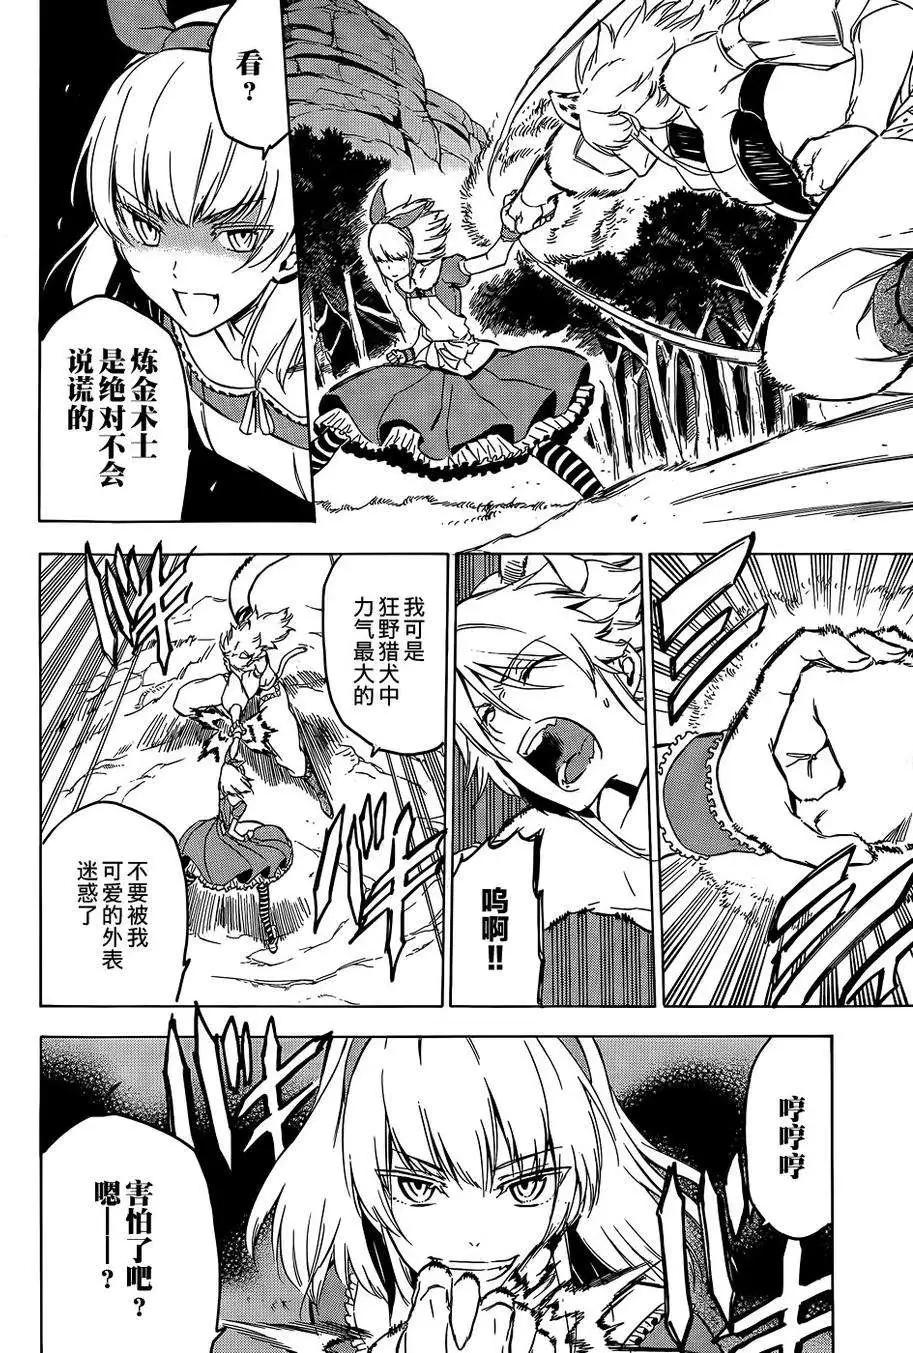 看？
炼金术士
是绝对不会
说谎的
呜啊!!
我可是
狂野猎犬中
力气最大的
不要被我
可爱的外表
迷惑了
哼哼哼
害怕了吧？
嗯——？